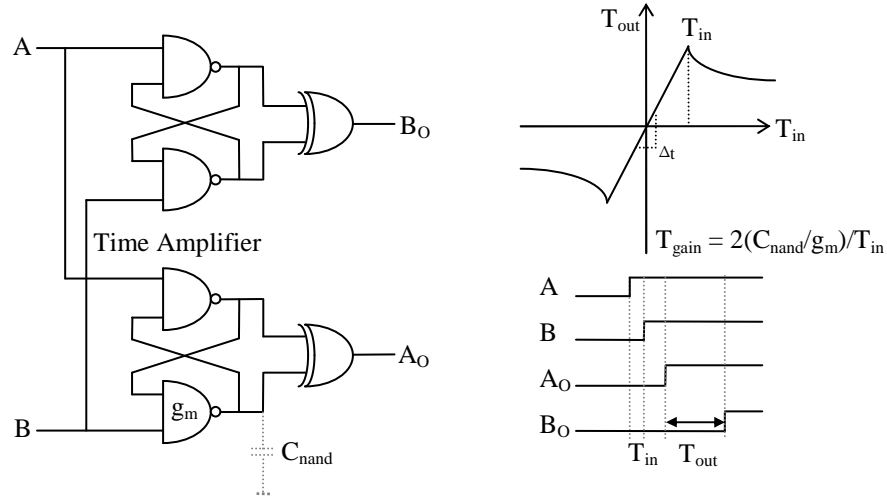 A
B
Time Amplifier
g_m
C_nand
B_O
A_O
T_out
T_in
T_in
Δt
T_gain = 2(C_nand/g_m)/T_in
A
B
A_O
B_O
T_in
T_out